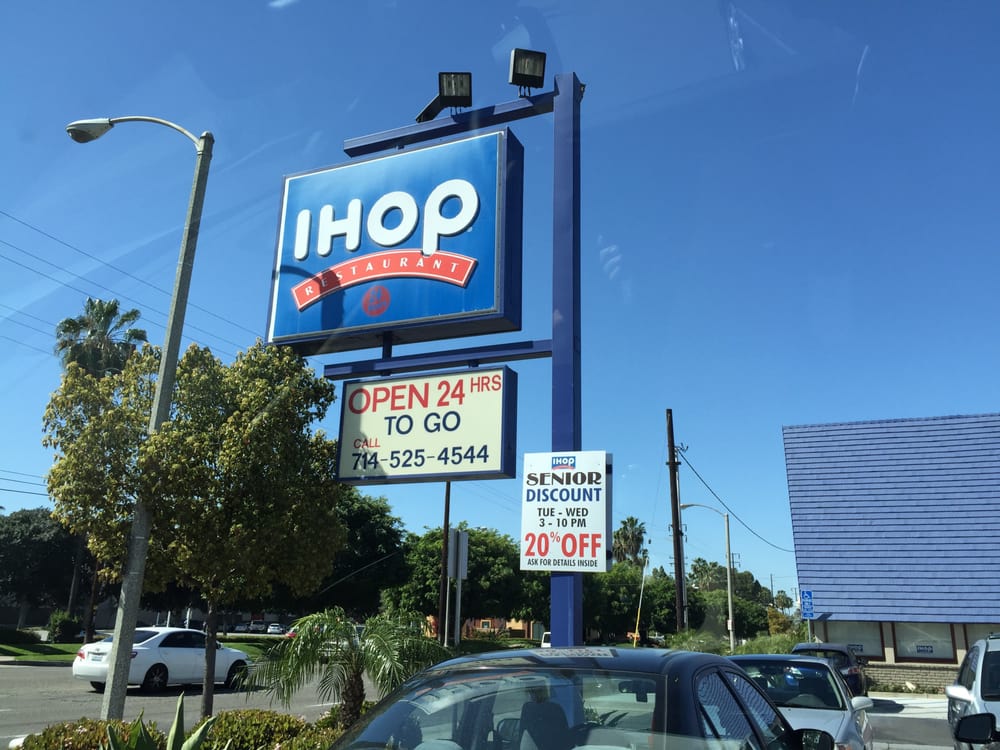 IHOP
RESTAURANT
OPEN 24 HRS
TO GO
CALL
714-525-4544
IHOP
SENIOR
DISCOUNT
TUE - WED
3 - 10 PM
20% OFF
ASK FOR DETAILS INSIDE